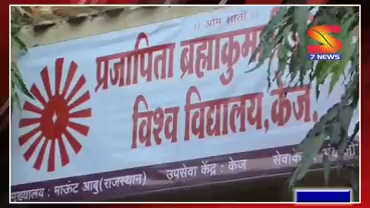 ।। ओम शांती ।।
S
7 NEWS
प्रजापिता ब्रह्माकुमा
विश्व विद्यालय, केज.
मुख्यालय : माऊंट आबु (राजस्थान) उपसेवा केंद्र : केज